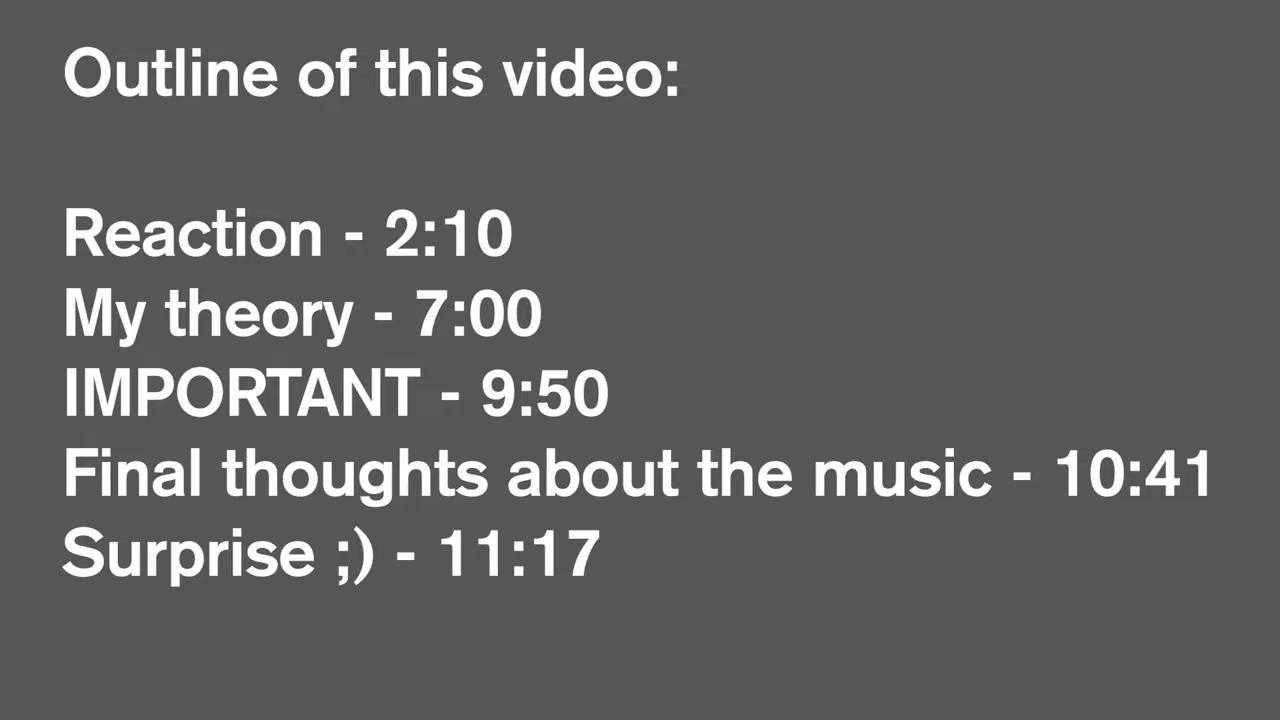 Outline of this video:
Reaction - 2:10
My theory - 7:00
IMPORTANT - 9:50
Final thoughts about the music - 10:41
Surprise ;) - 11:17